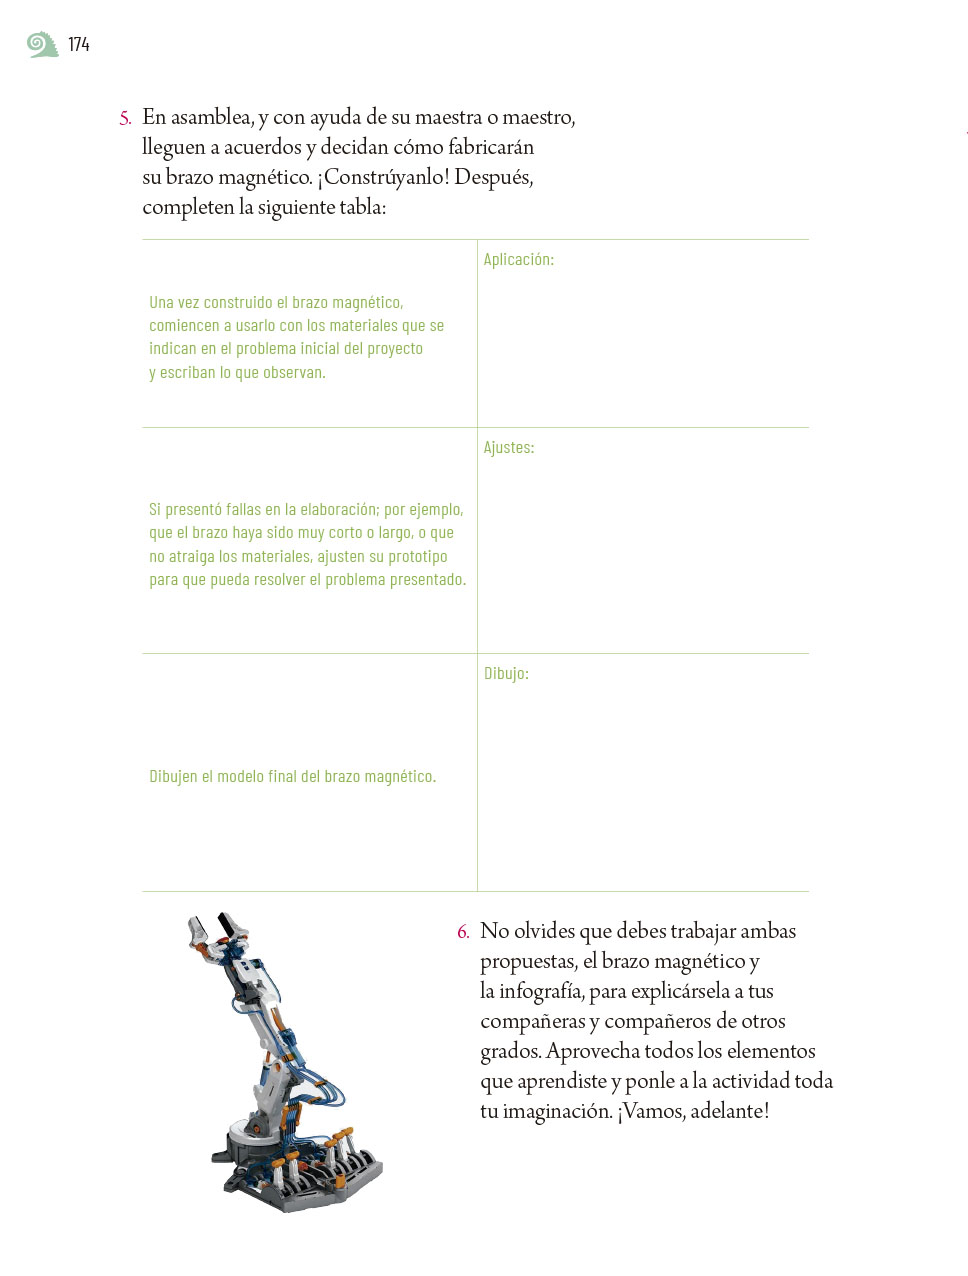 174
5. En asamblea, y con ayuda de su maestra o maestro,
lleguen a acuerdos y decidan cómo fabricarán
su brazo magnético. ¡Constrúyanlo! Después,
completen la siguiente tabla:
Una vez construido el brazo magnético,
comiencen a usarlo con los materiales que se
indican en el problema inicial del proyecto
y escriban lo que observan.
Aplicación:
Si presentó fallas en la elaboración; por ejemplo,
que el brazo haya sido muy corto o largo, o que
no atraiga los materiales, ajusten su prototipo
para que pueda resolver el problema presentado.
Ajustes:
Dibujen el modelo final del brazo magnético.
Dibujo:
6. No olvides que debes trabajar ambas
propuestas, el brazo magnético y
la infografía, para explicársela a tus
compañeras y compañeros de otros
grados. Aprovecha todos los elementos
que aprendiste y ponle a la actividad toda
tu imaginación. ¡Vamos, adelante!